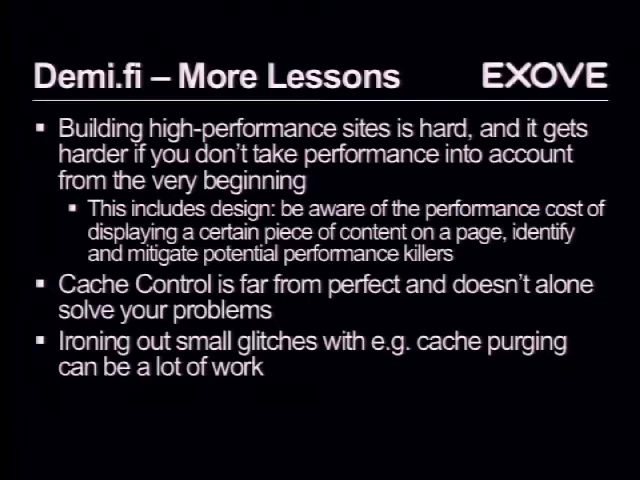 Demi.fi – More Lessons EXOVE
▪ Building high-performance sites is hard, and it gets
harder if you don't take performance into account
from the very beginning
▪ This includes design: be aware of the performance cost of
displaying a certain piece of content on a page, identify
and mitigate potential performance killers
▪ Cache Control is far from perfect and doesn't alone
solve your problems
▪ Ironing out small glitches with e.g. cache purging
can be a lot of work